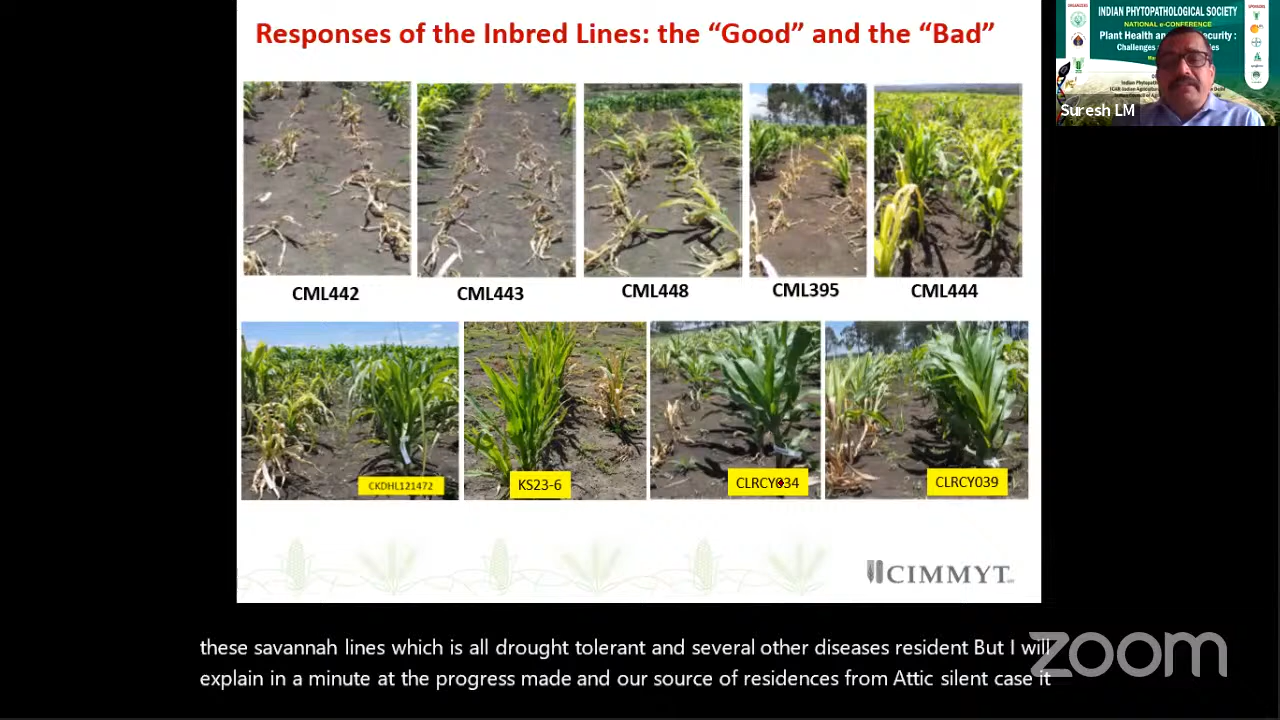 Responses of the Inbred Lines: the “Good” and the “Bad”
CML442
CML443
CML448
CML395
CML444
CKDHL121472
KS23-6
CLRCY034
CLRCY039
CIMMYT
INDIAN PHYTOPATHOLOGICAL SOCIETY
NATIONAL e-CONFERENCE
Plant Health and
Challenges
Suresh LM
these savannah lines which is all drought tolerant and several other diseases resident But I will
explain in a minute at the progress made and our source of residences from Attic silent case it
zoom